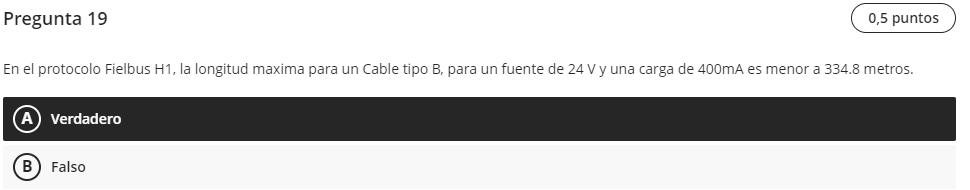 Pregunta 19
0,5 puntos
En el protocolo Fielbus H1, la longitud maxima para un Cable tipo B, para un fuente de 24 V y una carga de 400mA es menor a 334.8 metros.
A Verdadero
B Falso